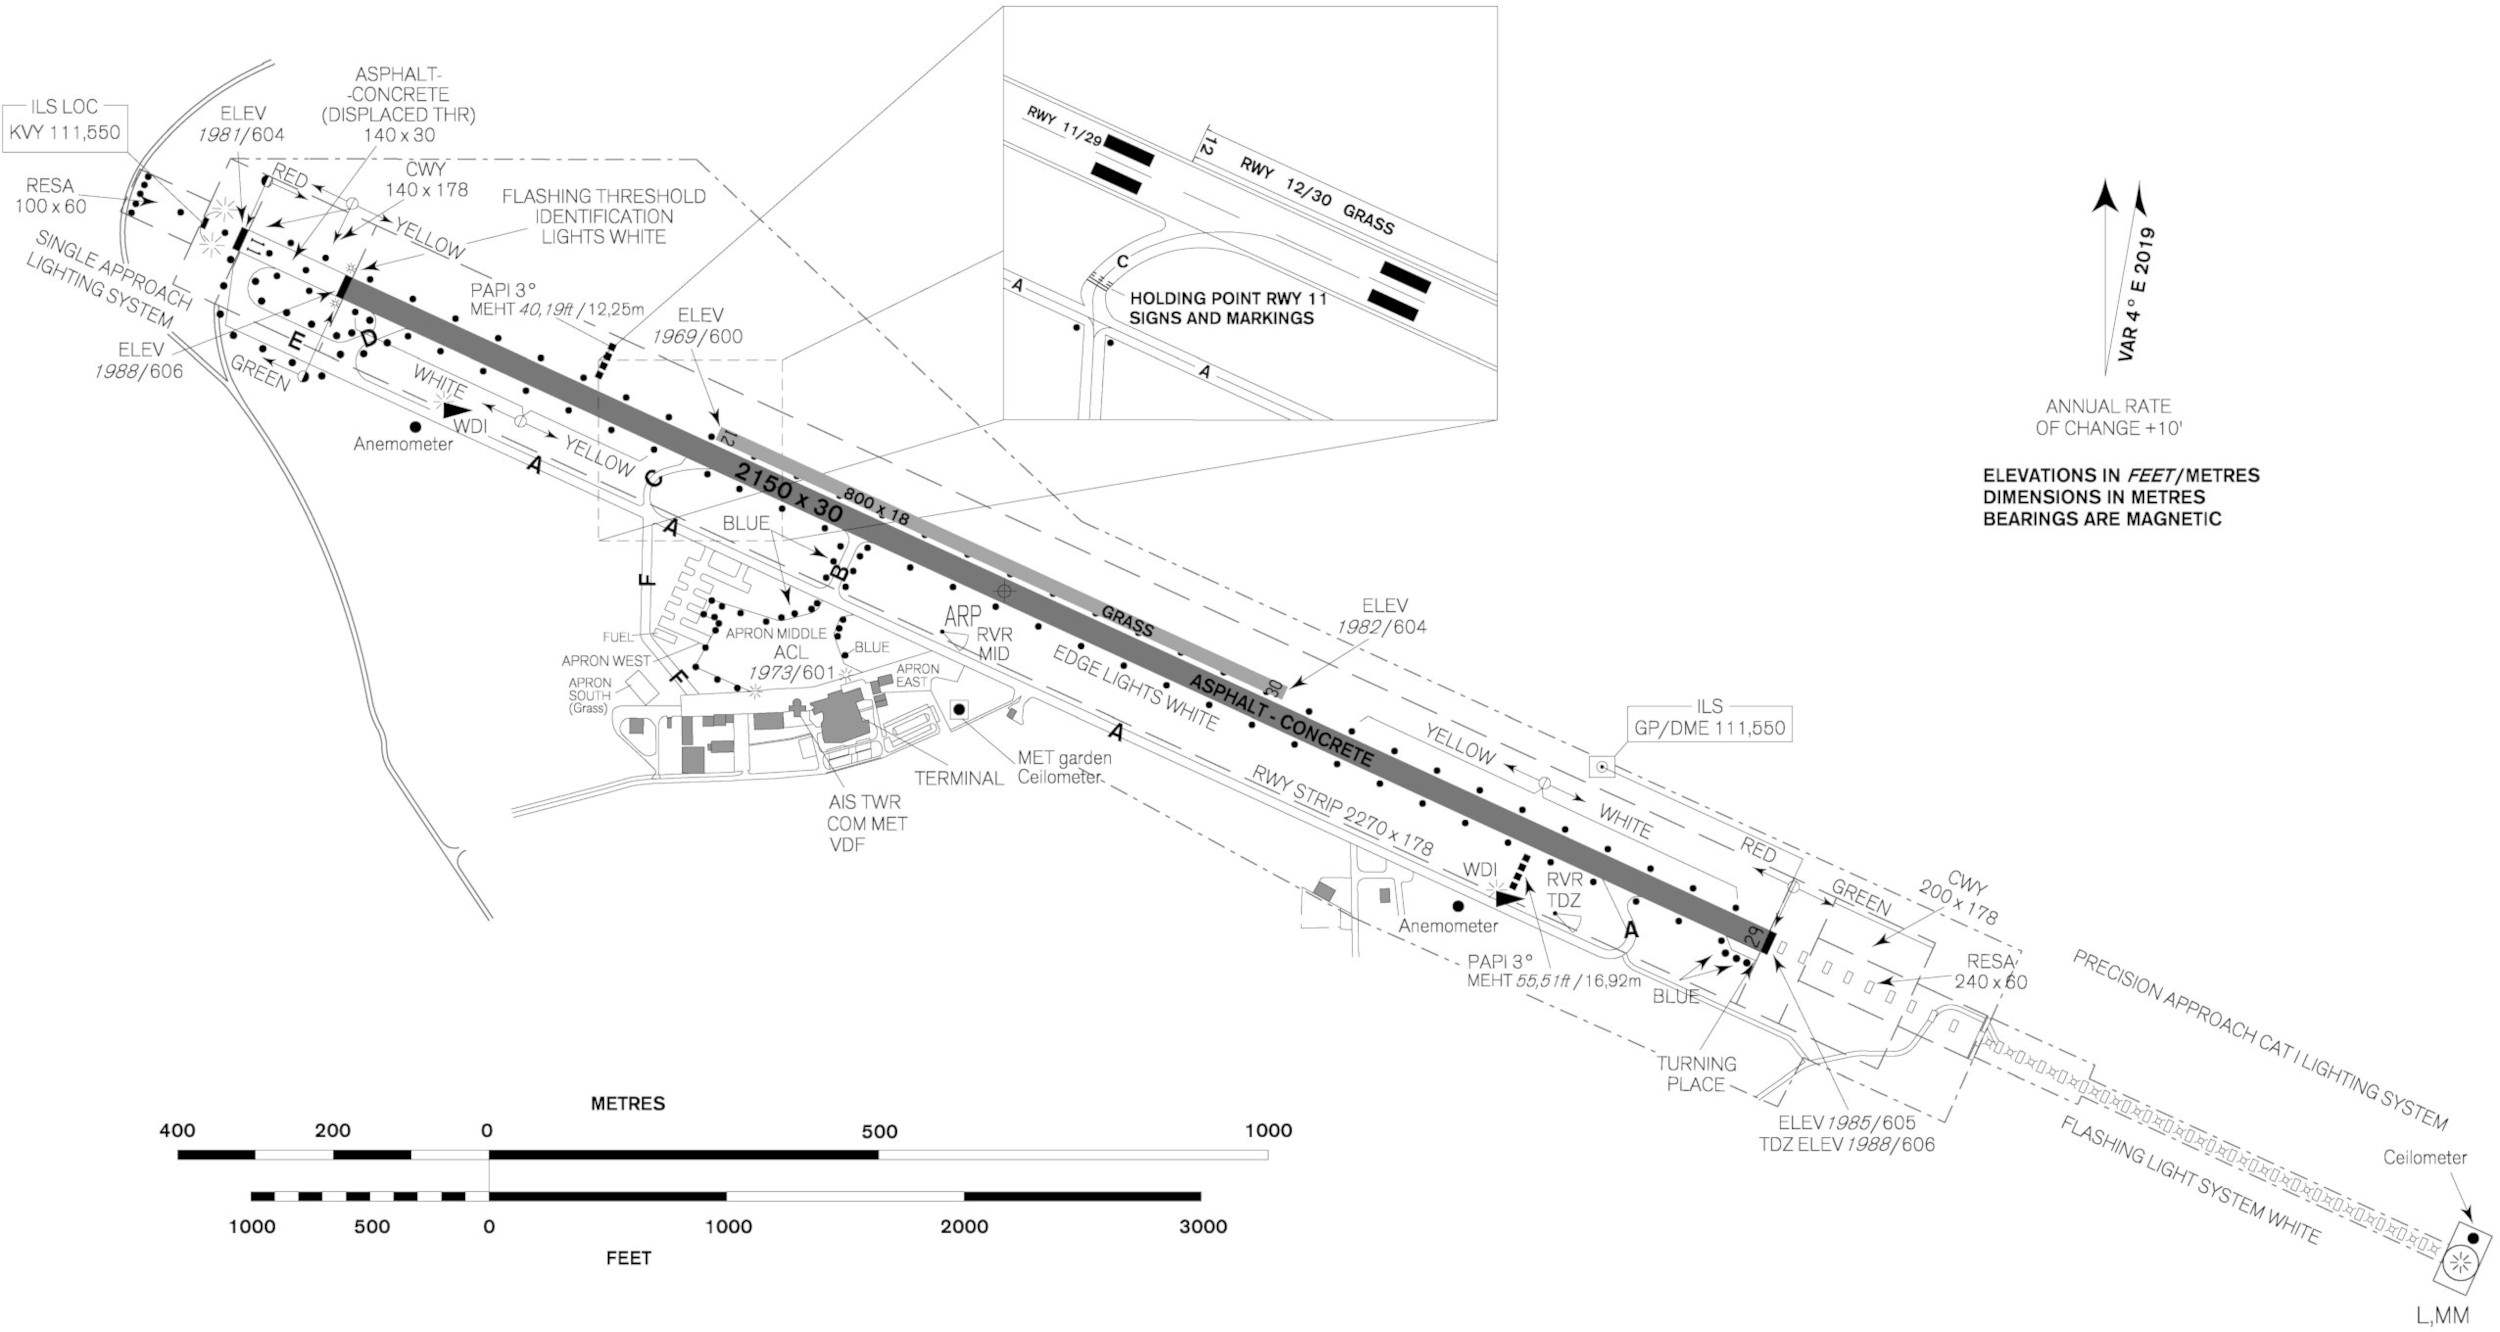 ILS LOC
KVY 111,550
ELEV
1981/604
ASPHALT-
-CONCRETE
(DISPLACED THR)
140 x 30
CWY
140 x 178
RED
YELLOW
RESA
100 x 60
SINGLE APPROACH
LIGHTING SYSTEM
11
FLASHING THRESHOLD
IDENTIFICATION
LIGHTS WHITE
PAPI 3°
MEHT 40,19ft / 12,25m
ELEV
1969/600
ELEV
1988/606
GREEN
E
D
WHITE
WDI
Anemometer
YELLOW
A
C
A
F
F
12
2150 x 30
800 x 18
GRASS
30
ASPHALT - CONCRETE
BLUE
B
ARP
RVR
MID
FUEL
APRON WEST
APRON MIDDLE
ACL
1973/601
BLUE
APRON
SOUTH
(Grass)
APRON
EAST
EDGE LIGHTS WHITE
ELEV
1982/604
A
TERMINAL
MET garden
Ceilometer
AIS TWR
COM MET
VDF
RWY STRIP 2270 x 178
YELLOW
WHITE
ILS
GP/DME 111,550
RED
GREEN
CWY
200 x 178
RESA
240 x 60
WDI
RVR
TDZ
Anemometer
A
29
PAPI 3°
MEHT 55,51ft / 16,92m
BLUE
TURNING
PLACE
ELEV 1985/605
TDZ ELEV 1988/606
PRECISION APPROACH CAT I LIGHTING SYSTEM
FLASHING LIGHT SYSTEM WHITE
Ceilometer
L,MM
RWY 11/29
12
RWY 12/30 GRASS
C
A
HOLDING POINT RWY 11
SIGNS AND MARKINGS
A
VAR 4° E 2019
ANNUAL RATE
OF CHANGE +10'
ELEVATIONS IN FEET/METRES
DIMENSIONS IN METRES
BEARINGS ARE MAGNETIC
METRES
400 200 0 500 1000
1000 500 0 1000 2000 3000
FEET